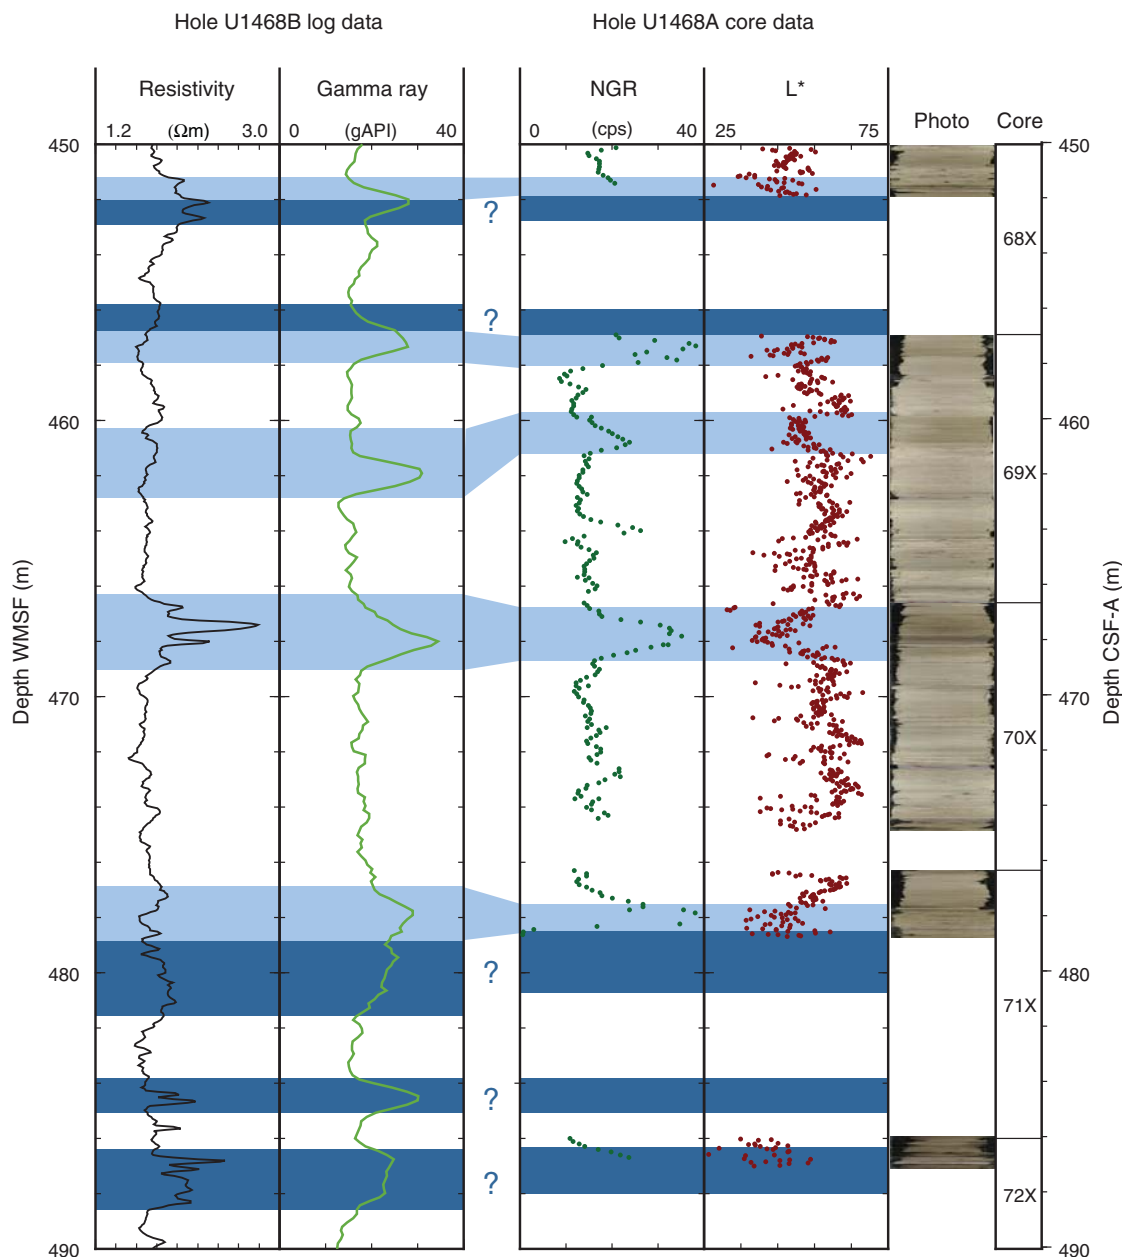 Hole U1468B log data
Hole U1468A core data
Resistivity
Gamma ray
NGR
L*
Photo
Core
1.2 (Ωm) 3.0
0 (gAPI) 40
0 (cps) 40
25 75
450
460
470
480
490
Depth WMSF (m)
?
?
?
?
?
68X
69X
70X
71X
72X
450
460
470
480
490
Depth CSF-A (m)